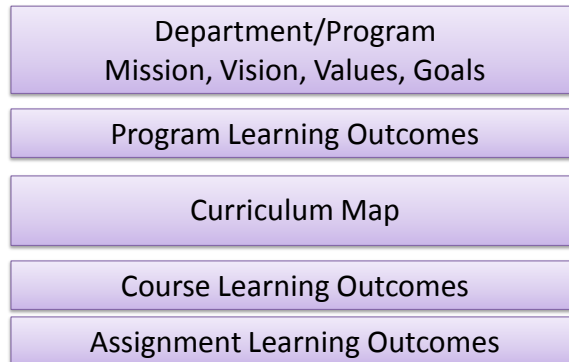 Department/Program
Mission, Vision, Values, Goals
Program Learning Outcomes
Curriculum Map
Course Learning Outcomes
Assignment Learning Outcomes